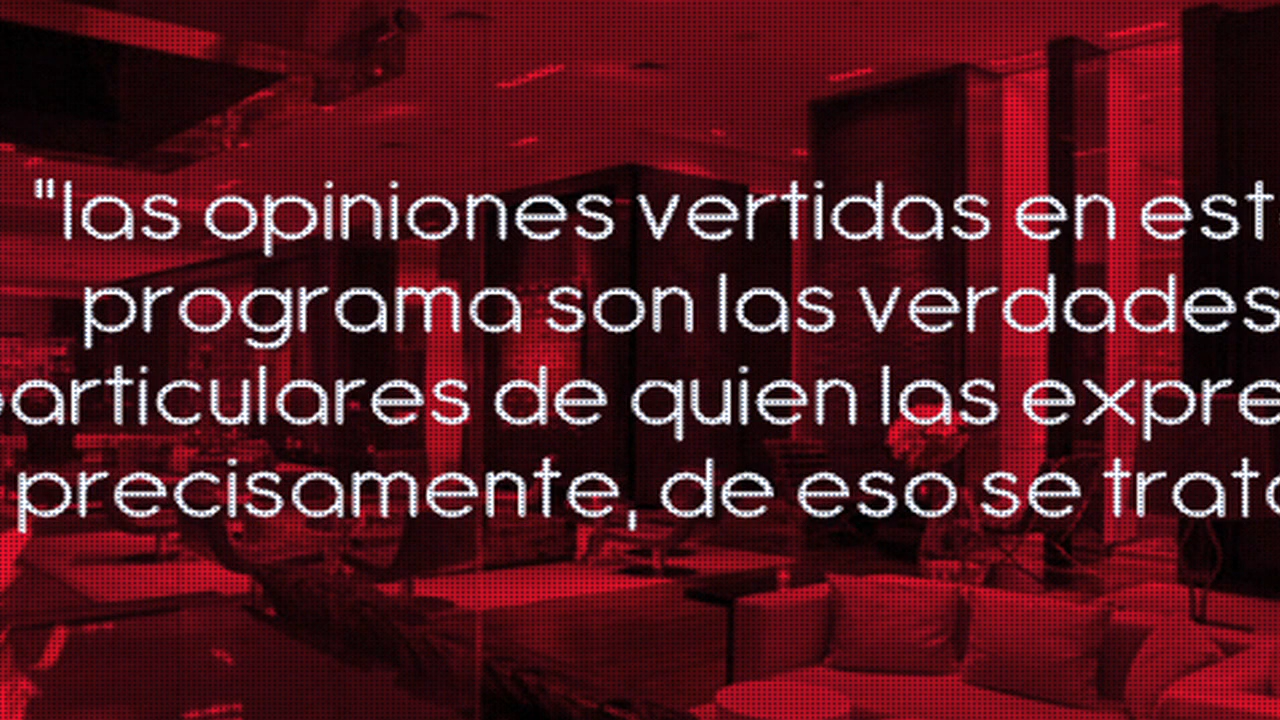 "las opiniones vertidas en est
programa son las verdades
articulares de quien las expre
precisamente, de eso se trat